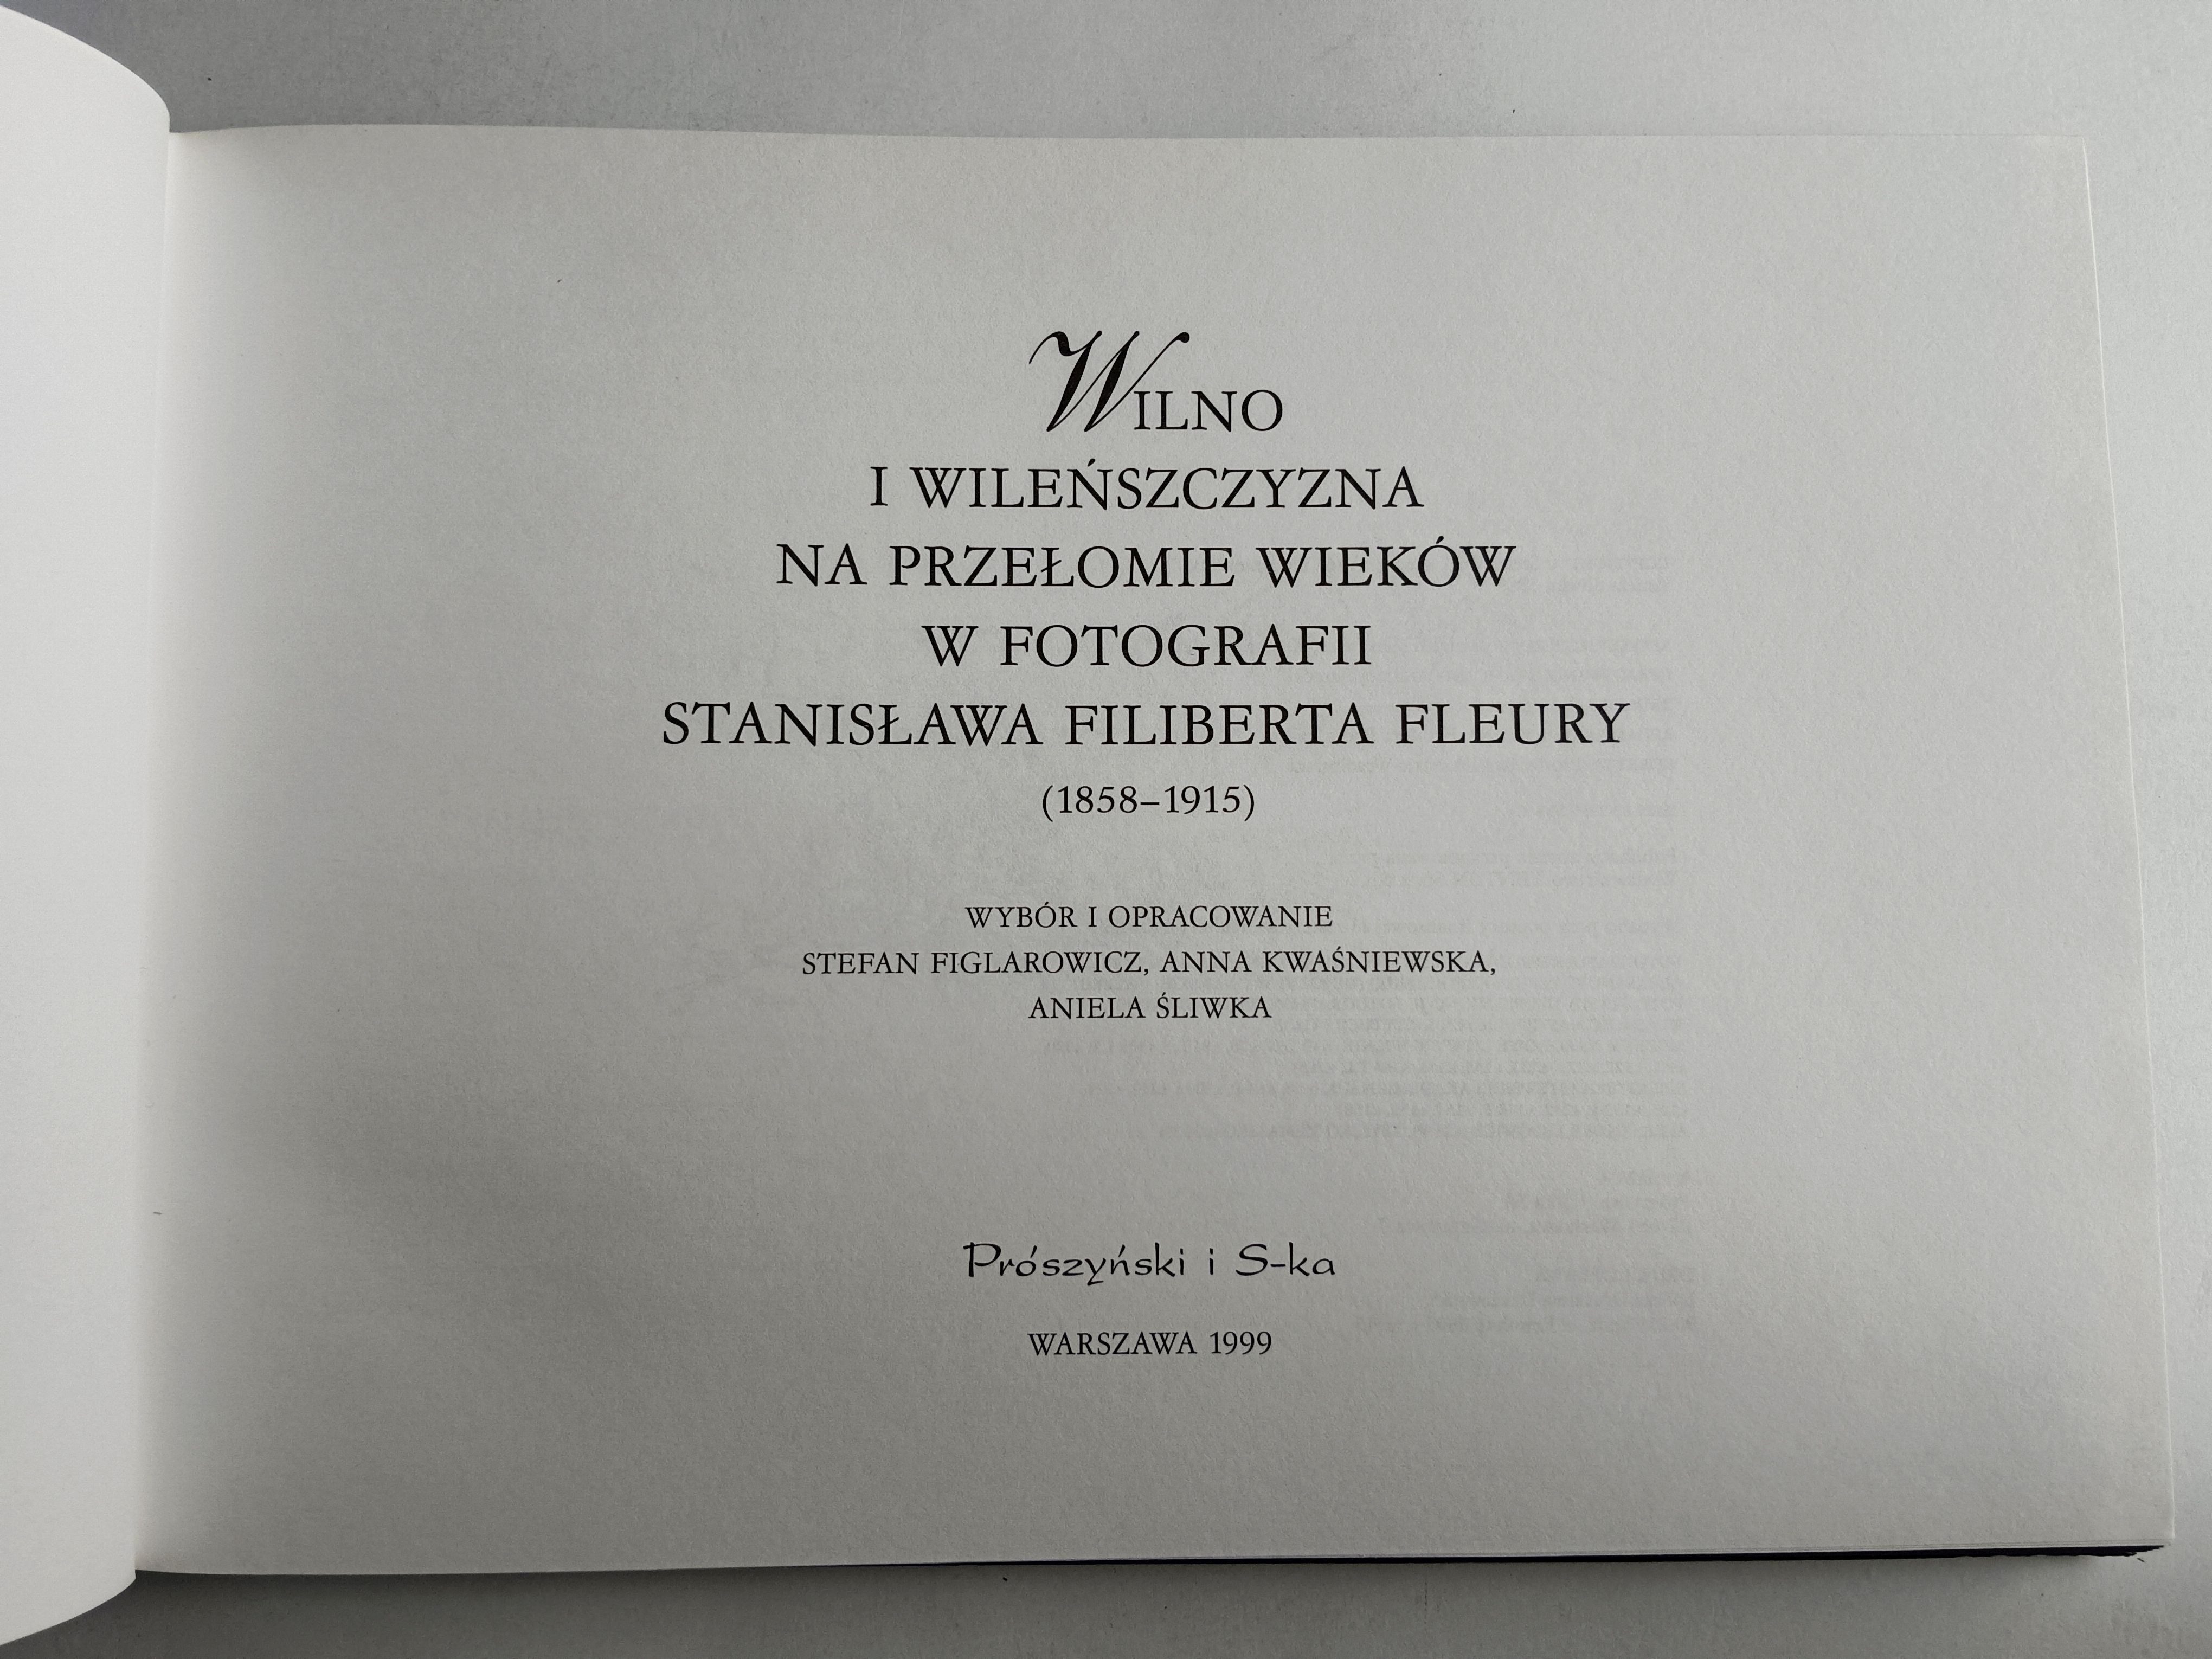 WILNO
I WILEŃSZCZYZNA
NA PRZEŁOMIE WIEKÓW
W FOTOGRAFII
STANISŁAWA FILIBERTA FLEURY
(1858–1915)
WYBÓR I OPRACOWANIE
STEFAN FIGLAROWICZ, ANNA KWAŚNIEWSKA,
ANIELA ŚLIWKA
Prószyński i S-ka
WARSZAWA 1999